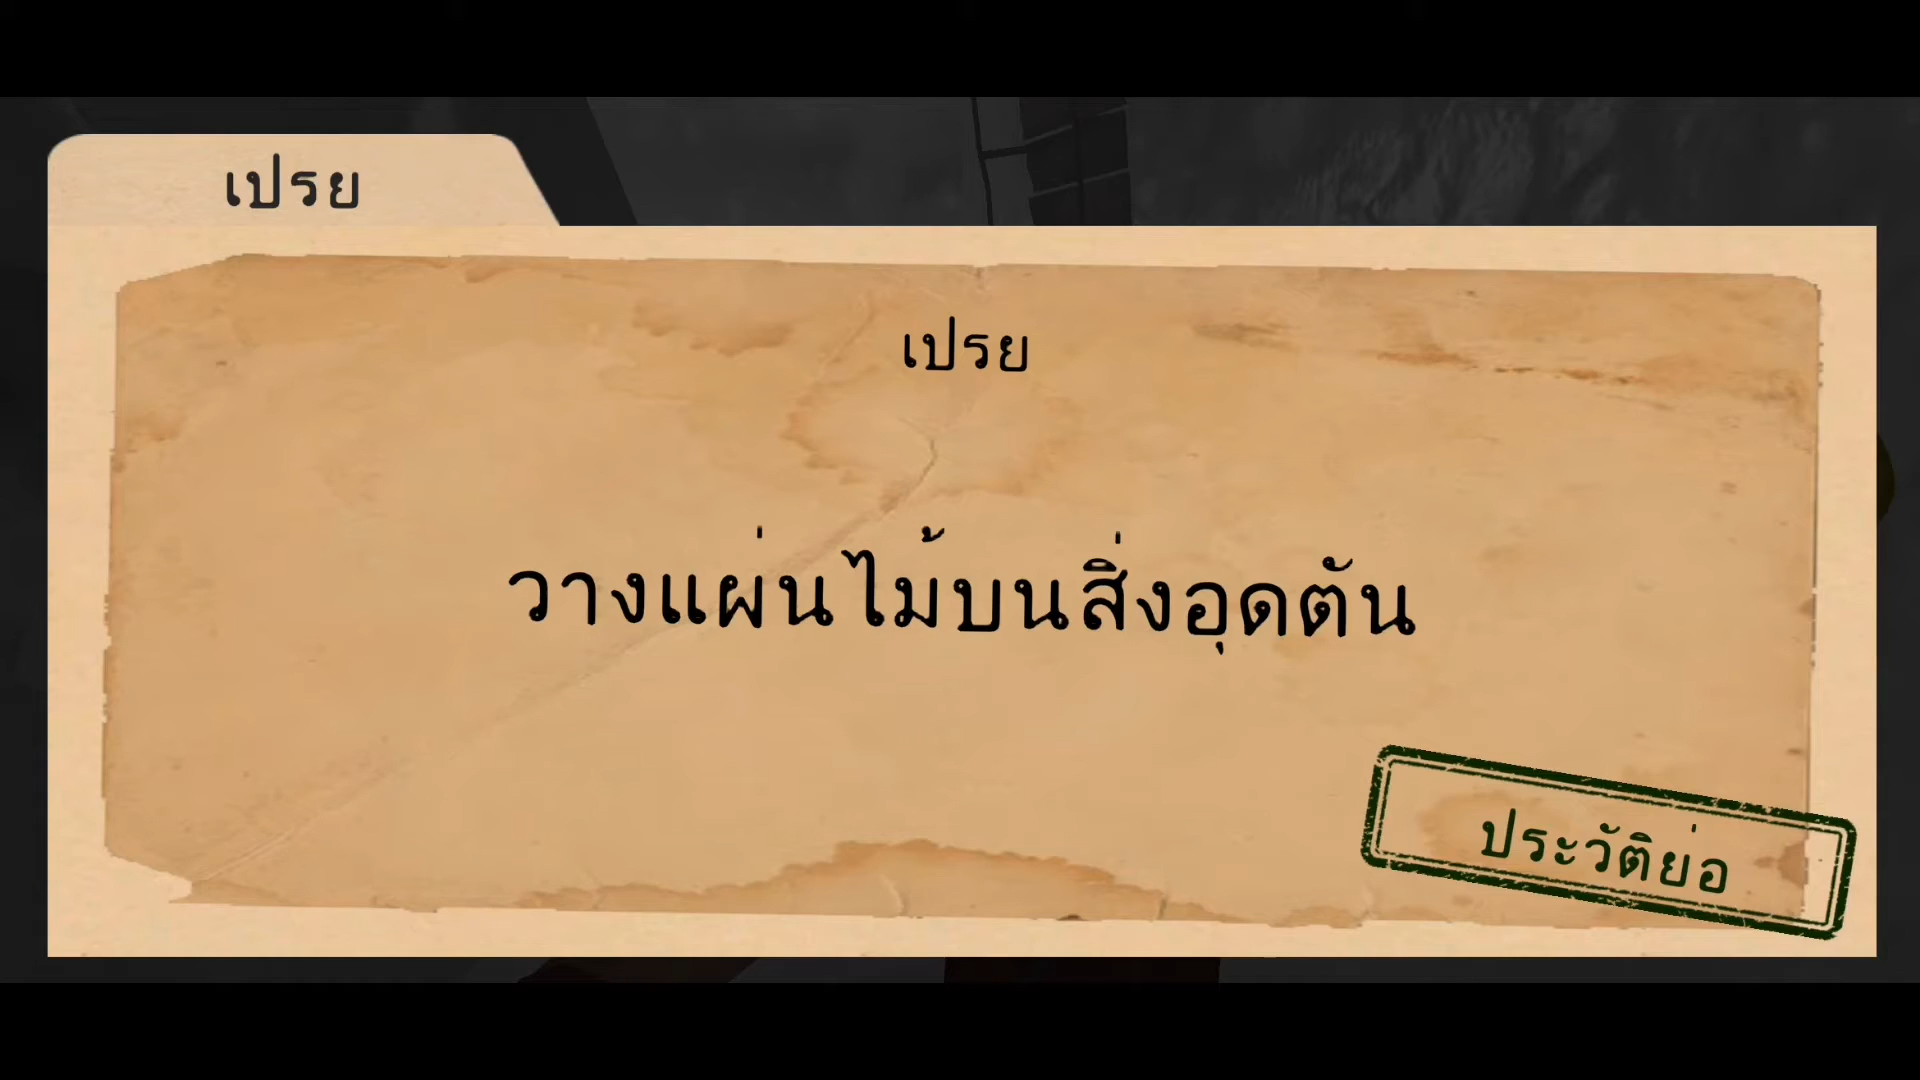 เปรย
เปรย
วางแผ่นไม้บนสิ่งอุดตัน
ประวัติย่อ